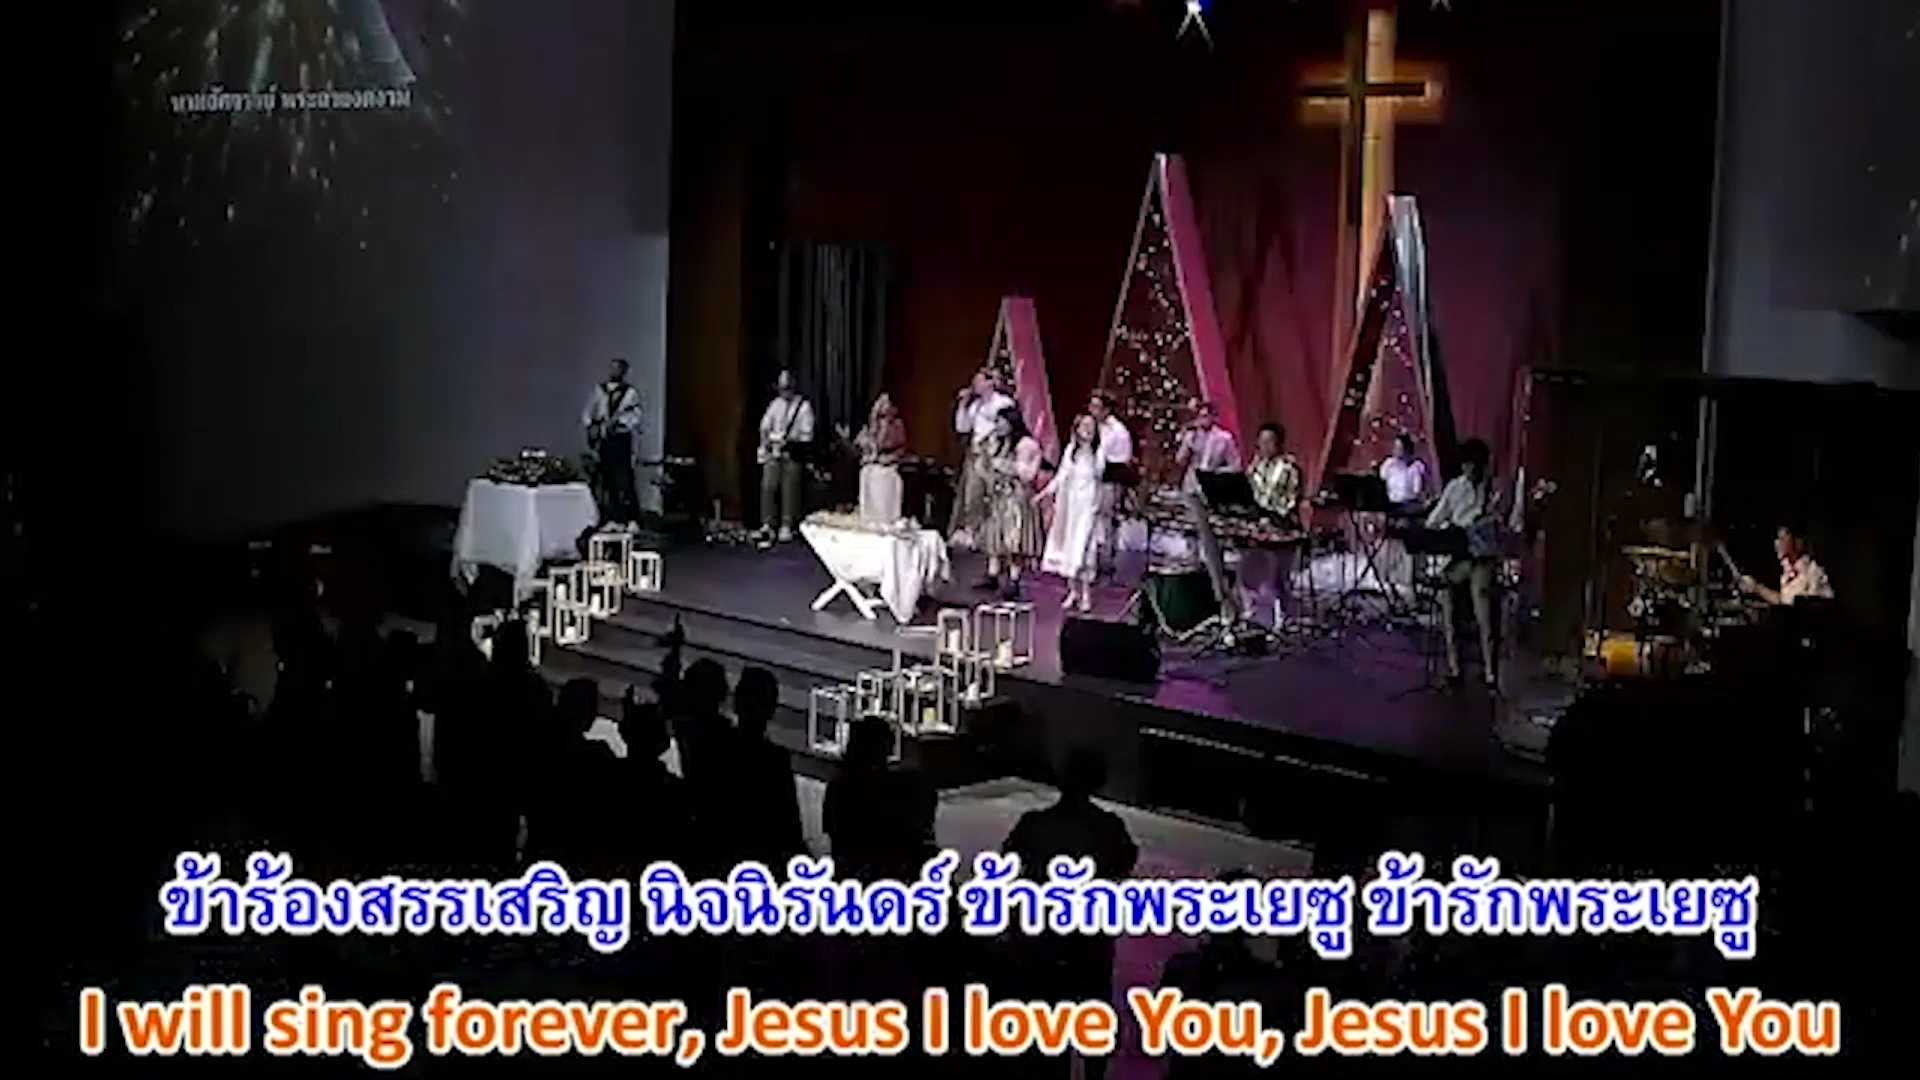 ข้าร้องสรรเสริญ นิจนิรันดร์ ข้ารักพระเยซู ข้ารักพระเยซู
I will sing forever, Jesus I love You, Jesus I love You